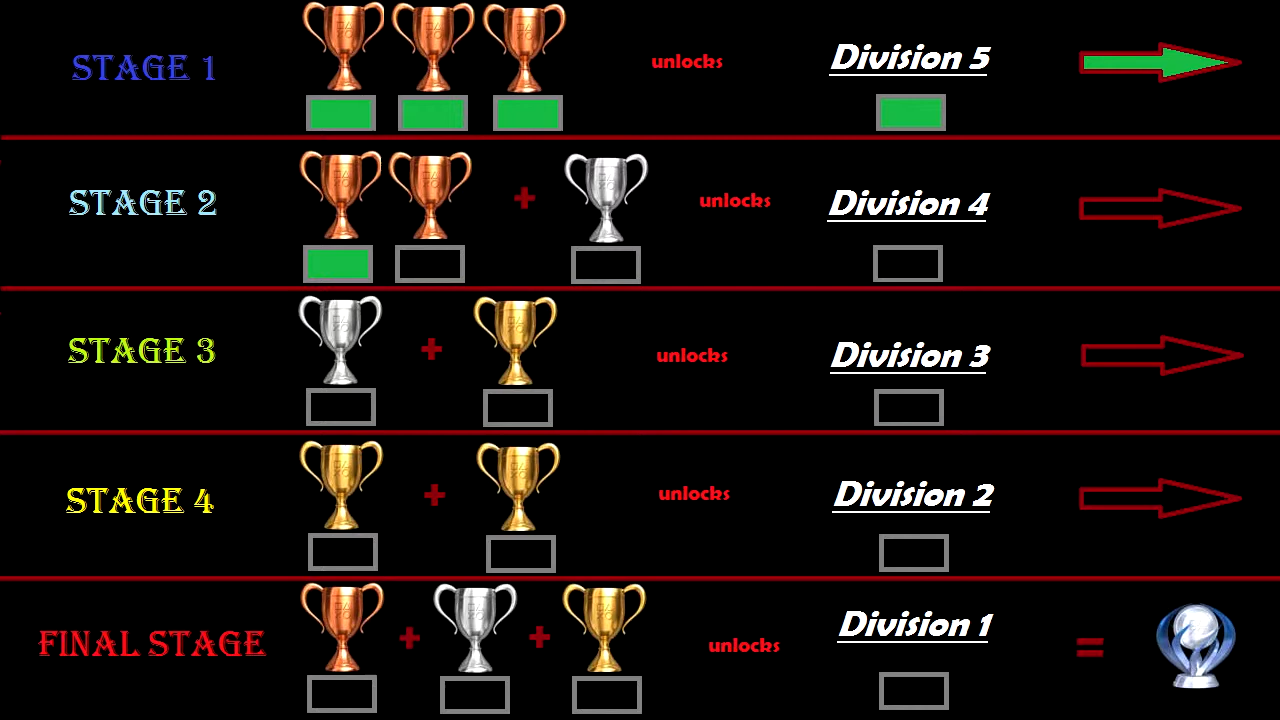 STAGE 1 unlocks Division 5
STAGE 2 + unlocks Division 4
STAGE 3 + unlocks Division 3
STAGE 4 + unlocks Division 2
FINAL STAGE + + unlocks Division 1 =